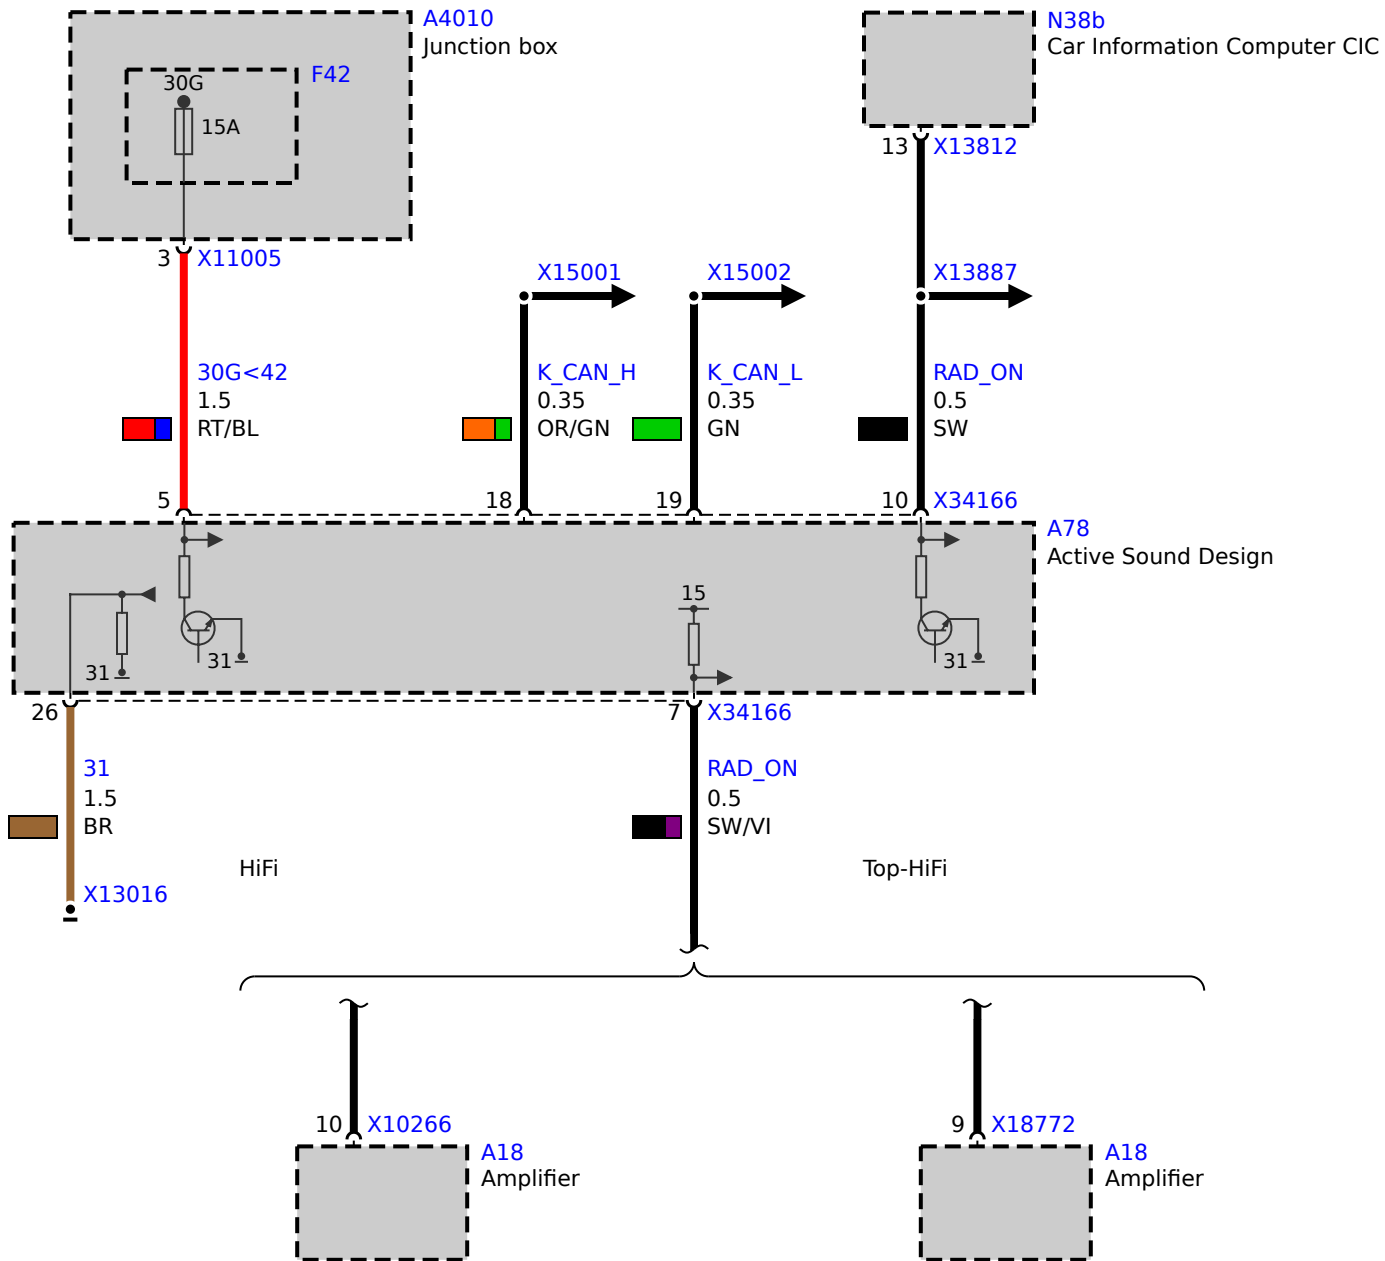 A4010
Junction box
F42
30G
15A
N38b
Car Information Computer CIC
13
X13812
3
X11005
X15001
X15002
X13887
30G<42
1.5
RT/BL
K_CAN_H
0.35
OR/GN
K_CAN_L
0.35
GN
RAD_ON
0.5
SW
5
18
19
10
X34166
A78
Active Sound Design
15
31
31
31
26
7
X34166
31
1.5
BR
X13016
RAD_ON
0.5
SW/VI
HiFi
Top-HiFi
10
X10266
A18
Amplifier
9
X18772
A18
Amplifier